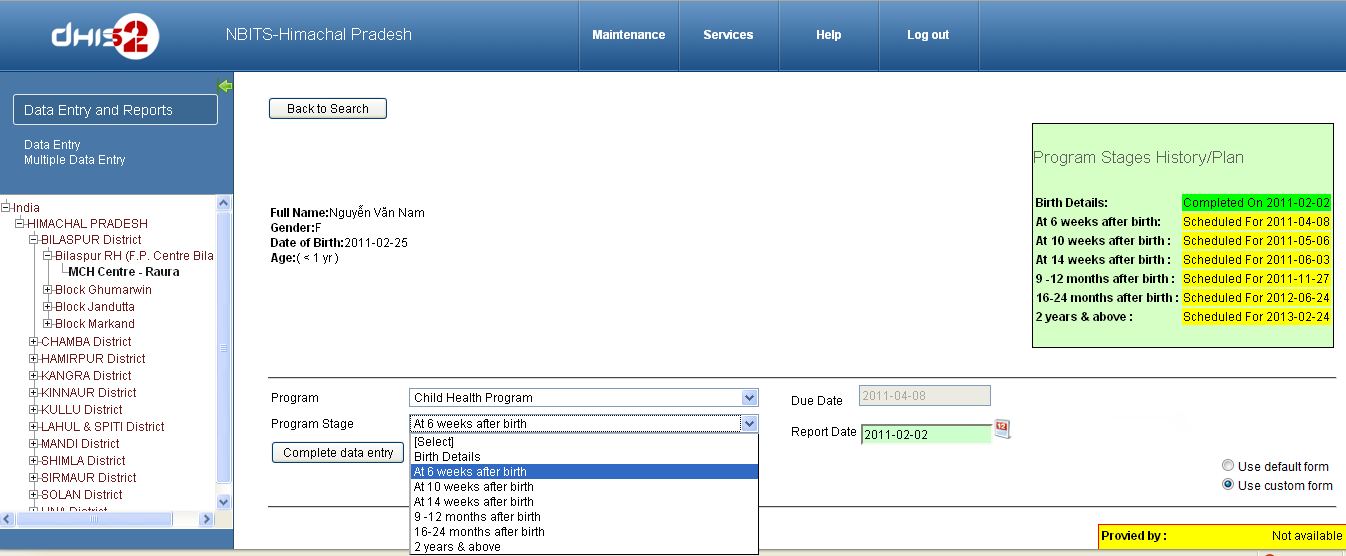 dhis2
NBITS-Himachal Pradesh
Maintenance
Services
Help
Log out
Data Entry and Reports
Data Entry
Multiple Data Entry
India
HIMACHAL PRADESH
BILASPUR District
Bilaspur RH (F.P. Centre Bila
MCH Centre - Raura
Block Ghumarwin
Block Jandutta
Block Markand
CHAMBA District
HAMIRPUR District
KANGRA District
KINNAUR District
KULLU District
LAHUL & SPITI District
MANDI District
SHIMLA District
SIRMAUR District
SOLAN District
UNA District
Back to Search
Full Name:Nguyễn Văn Nam
Gender:F
Date of Birth:2011-02-25
Age:( < 1 yr )
Program Stages History/Plan
Birth Details: Completed On 2011-02-02
At 6 weeks after birth: Scheduled For 2011-04-08
At 10 weeks after birth : Scheduled For 2011-05-06
At 14 weeks after birth : Scheduled For 2011-06-03
9 -12 months after birth : Scheduled For 2011-11-27
16-24 months after birth : Scheduled For 2012-06-24
2 years & above : Scheduled For 2013-02-24
Program Child Health Program
Due Date 2011-04-08
Program Stage At 6 weeks after birth
Report Date 2011-02-02
12
Complete data entry
[Select]
Birth Details
At 6 weeks after birth
At 10 weeks after birth
At 14 weeks after birth
9 -12 months after birth
16-24 months after birth
2 years & above
Use default form
Use custom form
Provied by : Not available